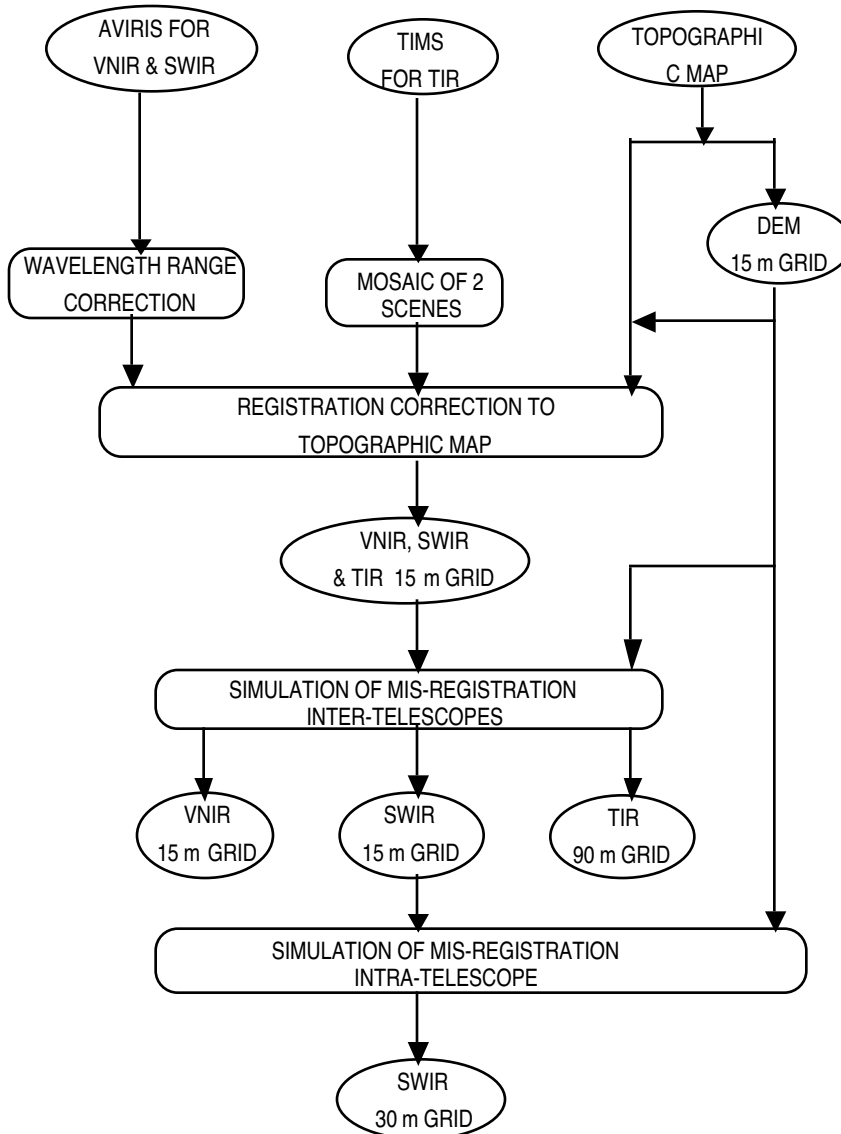 AVIRIS FOR
VNIR & SWIR
TIMS
FOR TIR
TOPOGRAPHI
C MAP
DEM
15 m GRID
WAVELENGTH RANGE
CORRECTION
MOSAIC OF 2
SCENES
REGISTRATION CORRECTION TO
TOPOGRAPHIC MAP
VNIR, SWIR
& TIR 15 m GRID
SIMULATION OF MIS-REGISTRATION
INTER-TELESCOPES
VNIR
15 m GRID
SWIR
15 m GRID
TIR
90 m GRID
SIMULATION OF MIS-REGISTRATION
INTRA-TELESCOPE
SWIR
30 m GRID